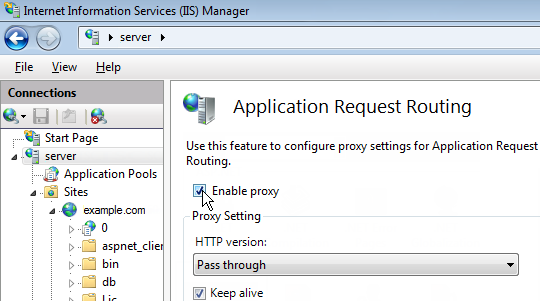 Internet Information Services (IIS) Manager
server
File View Help
Connections
Start Page
server
Application Pools
Sites
example.com
0
aspnet_clie
bin
db
Lic
Application Request Routing
Use this feature to configure proxy settings for Application Request
Routing.
Enable proxy
Proxy Setting
HTTP version:
Pass through
Keep alive